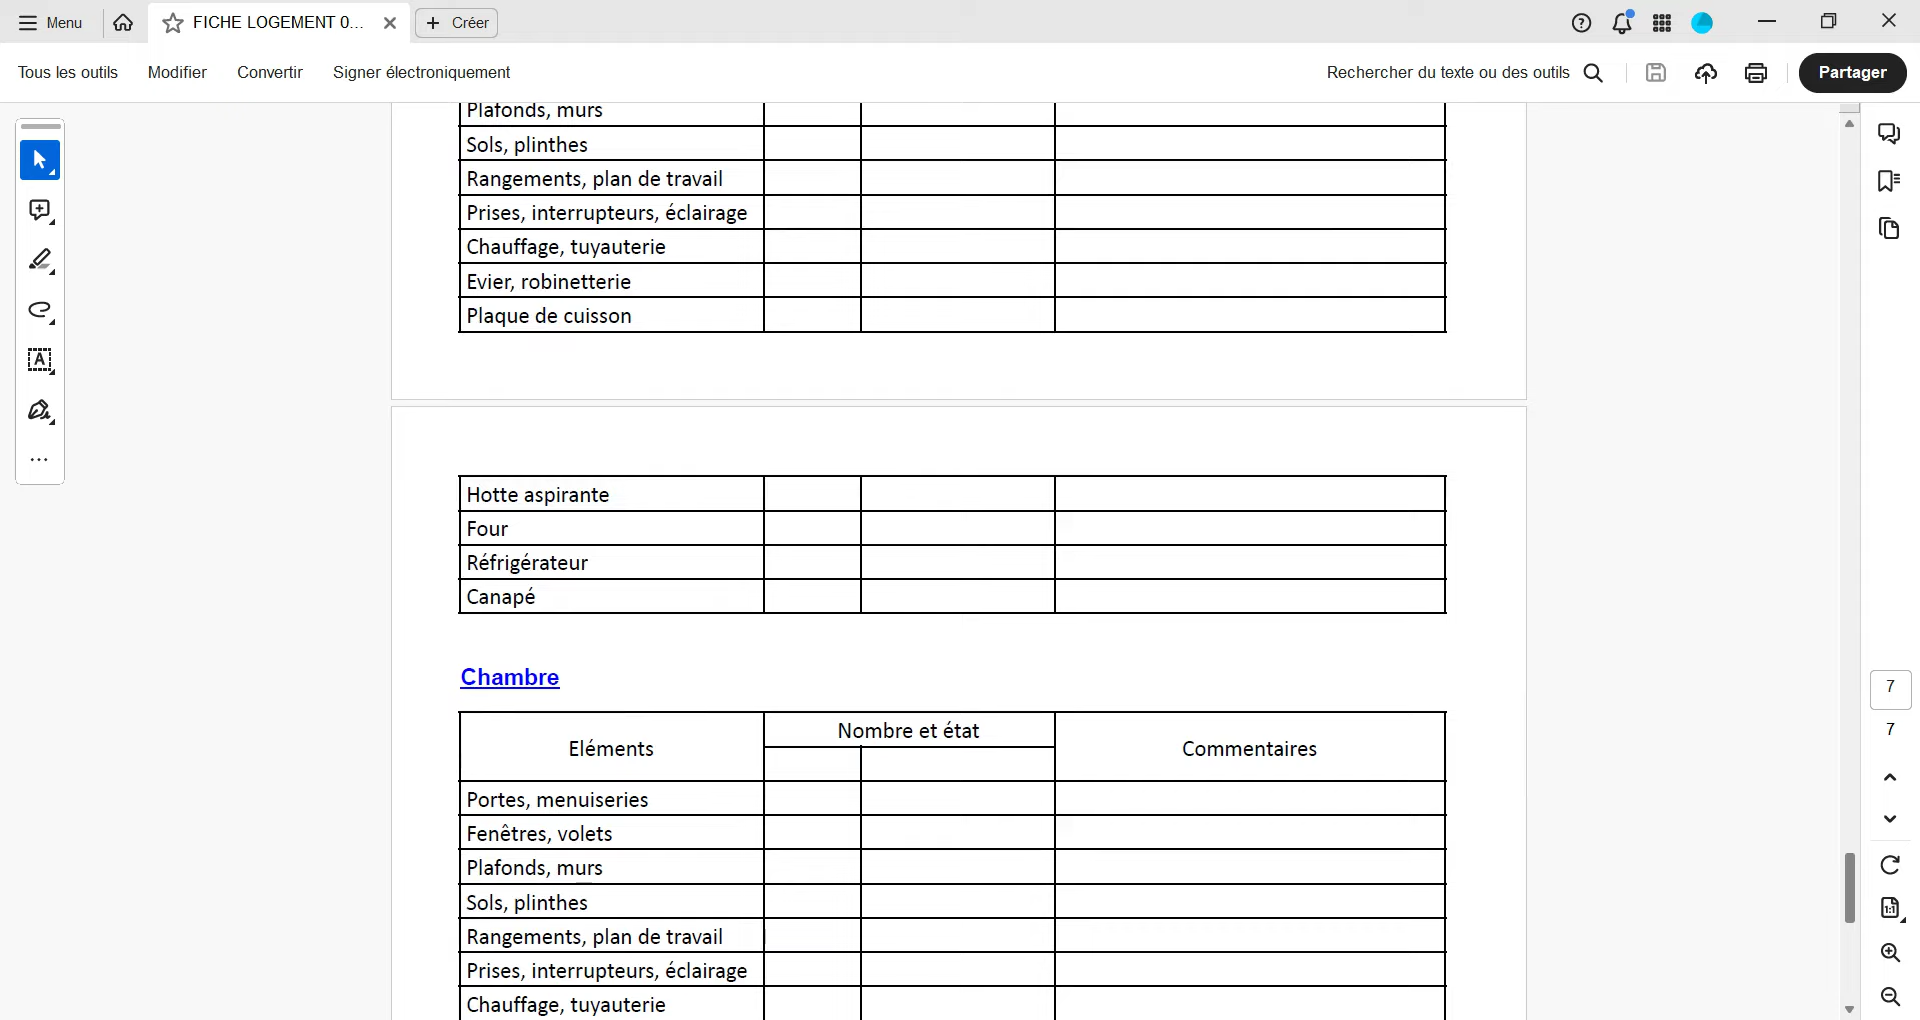 Menu
FICHE LOGEMENT 0...
Créer
Tous les outils
Modifier
Convertir
Signer électroniquement
Rechercher du texte ou des outils
Partager
Plafonds, murs
Sols, plinthes
Rangements, plan de travail
Prises, interrupteurs, éclairage
Chauffage, tuyauterie
Evier, robinetterie
Plaque de cuisson
Hotte aspirante
Four
Réfrigérateur
Canapé
Chambre
Eléments
Nombre et état
Commentaires
Portes, menuiseries
Fenêtres, volets
Plafonds, murs
Sols, plinthes
Rangements, plan de travail
Prises, interrupteurs, éclairage
Chauffage, tuyauterie
7
7